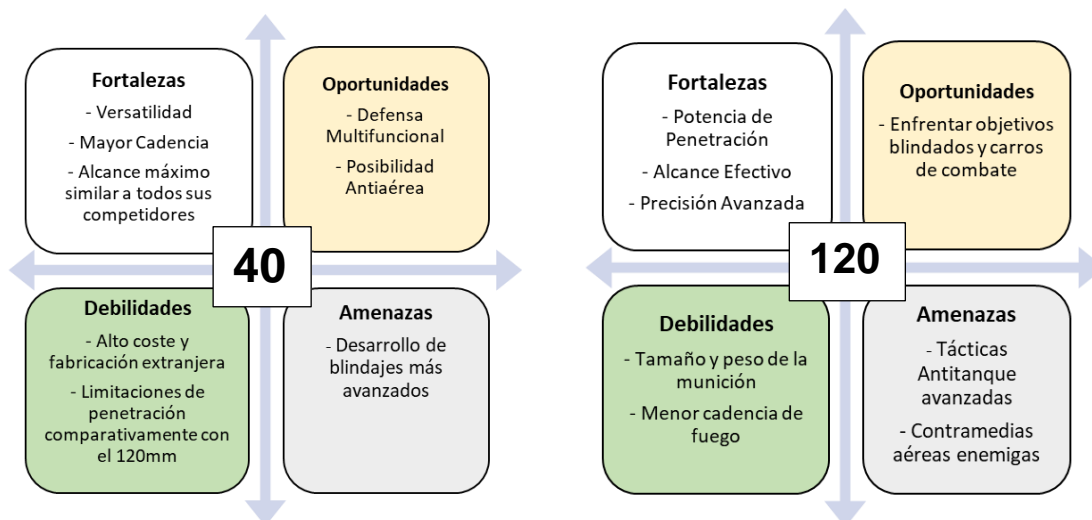 Fortalezas
- Versatilidad
- Mayor Cadencia
- Alcance máximo
similar a todos sus
competidores
Oportunidades
- Defensa
Multifuncional
- Posibilidad
Antiaérea
40
Debilidades
- Alto coste y
fabricación extranjera
- Limitaciones de
penetración
comparativamente con
el 120mm
Amenazas
- Desarrollo de
blindajes más
avanzados
Fortalezas
- Potencia de
Penetración
- Alcance Efectivo
- Precisión Avanzada
Oportunidades
- Enfrentar objetivos
blindados y carros
de combate
120
Debilidades
- Tamaño y peso de la
munición
- Menor cadencia de
fuego
Amenazas
- Tácticas
Antitanque
avanzadas
- Contramedias
aéreas enemigas